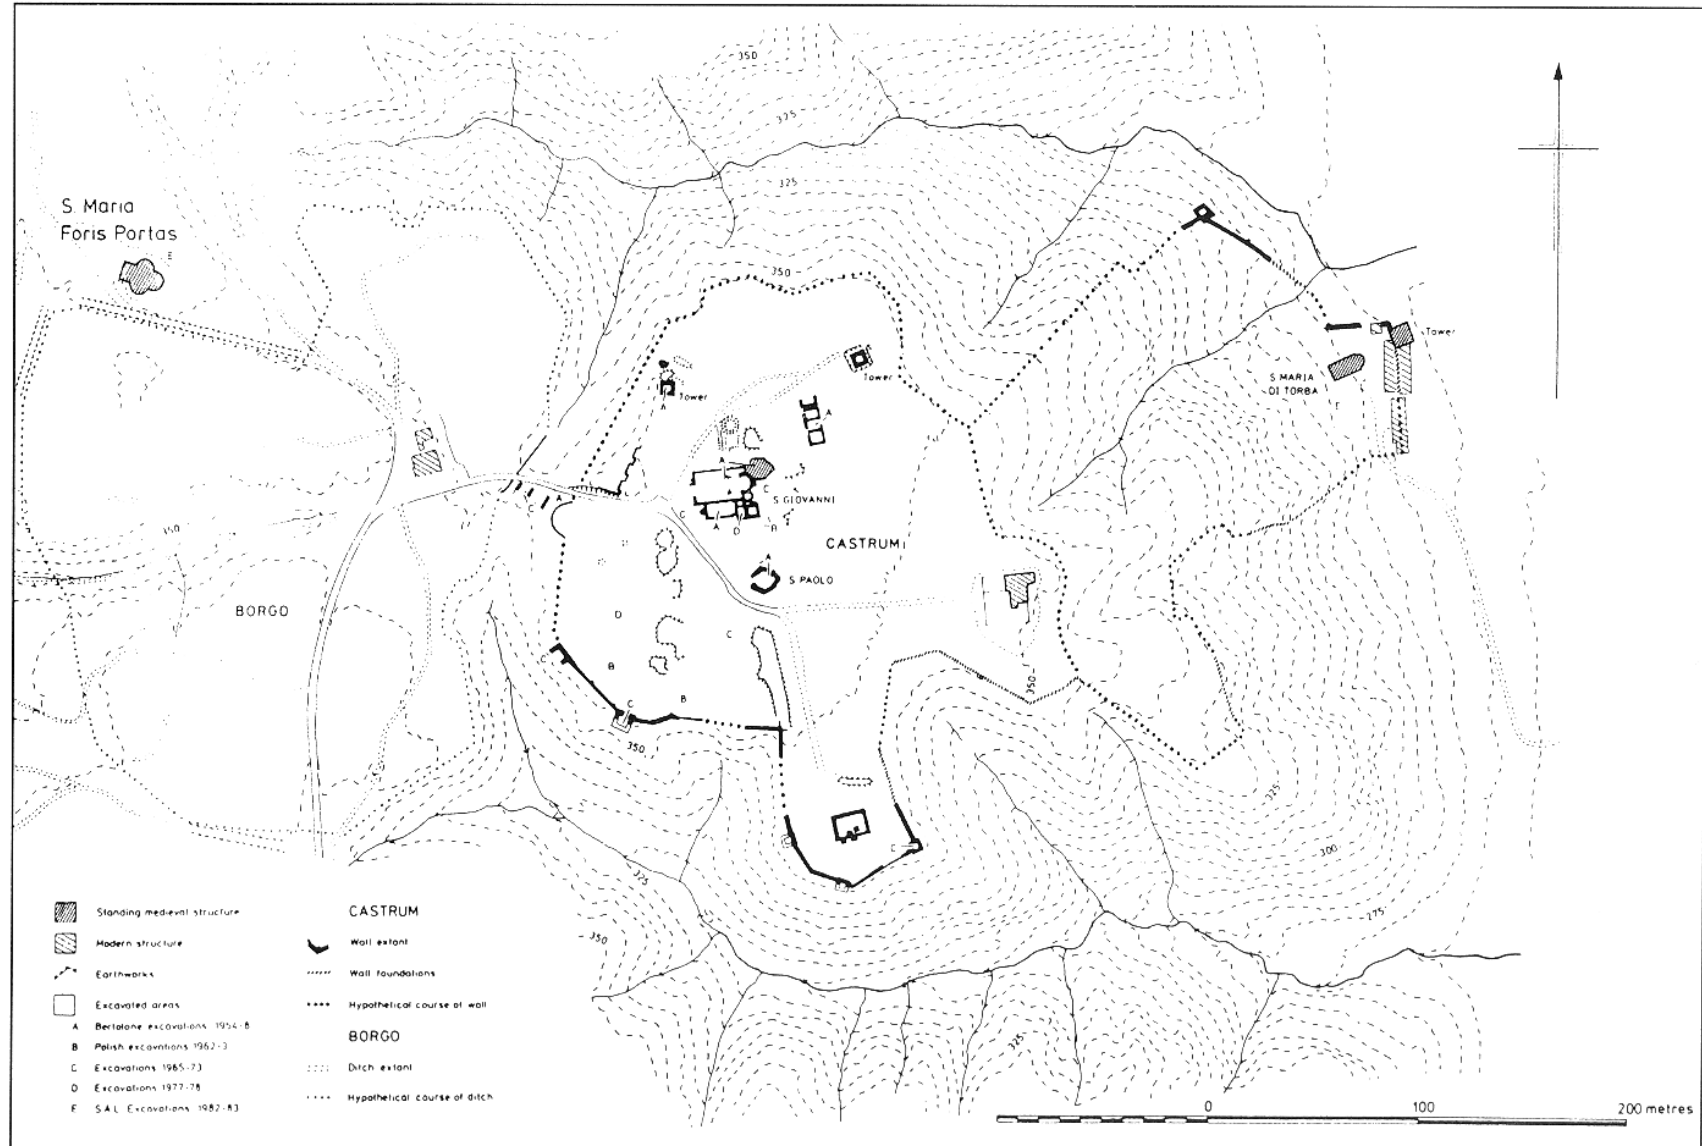 350
325
325
S. Maria
Foris Portas
E
350
Tower
Tower
Tower
A
A
S. MARIA
DI TORBA
E
A
C
S. GIOVANNI
C
A
C
A
D
A
350
CASTRUM
A
S. PAOLO
BORGO
D
C
C
B
B
C
350
350
325
C
300
275
325
350
325
Standing medieval structure
Modern structure
Earthworks
Excavated areas
A Bertolone excavations 1954-8
B Polish excavations 1962-3
C Excavations 1965-73
D Excavations 1977-78
E S.A.L. Excavations 1982-83
CASTRUM
Wall extant
Wall foundations
Hypothetical course of wall
BORGO
Ditch extant
Hypothetical course of ditch
0 100 200 metres